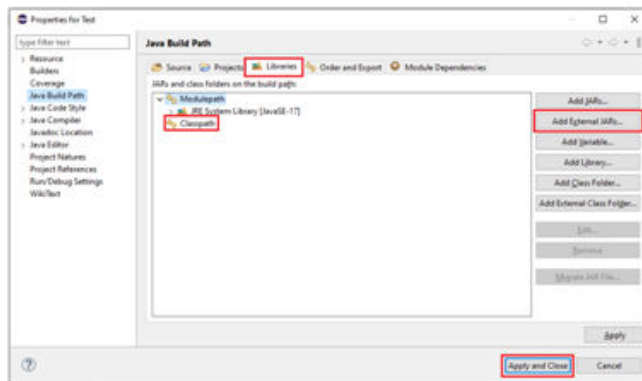 Properties for Test
type filter text
Resource
Builders
Coverage
Java Build Path
Java Code Style
Java Compiler
Javadoc Location
Java Editor
Project Natures
Project References
Run/Debug Settings
WikiText
Java Build Path
Source
Projects
Libraries
Order and Export
Module Dependencies
JARs and class folders on the build path:
Modulepath
JRE System Library [JavaSE-17]
Classpath
Add JARs...
Add External JARs...
Add Variable...
Add Library...
Add Class Folder...
Add External Class Folder...
Edit...
Remove
Migrate JAR File...
Apply
Apply and Close
Cancel